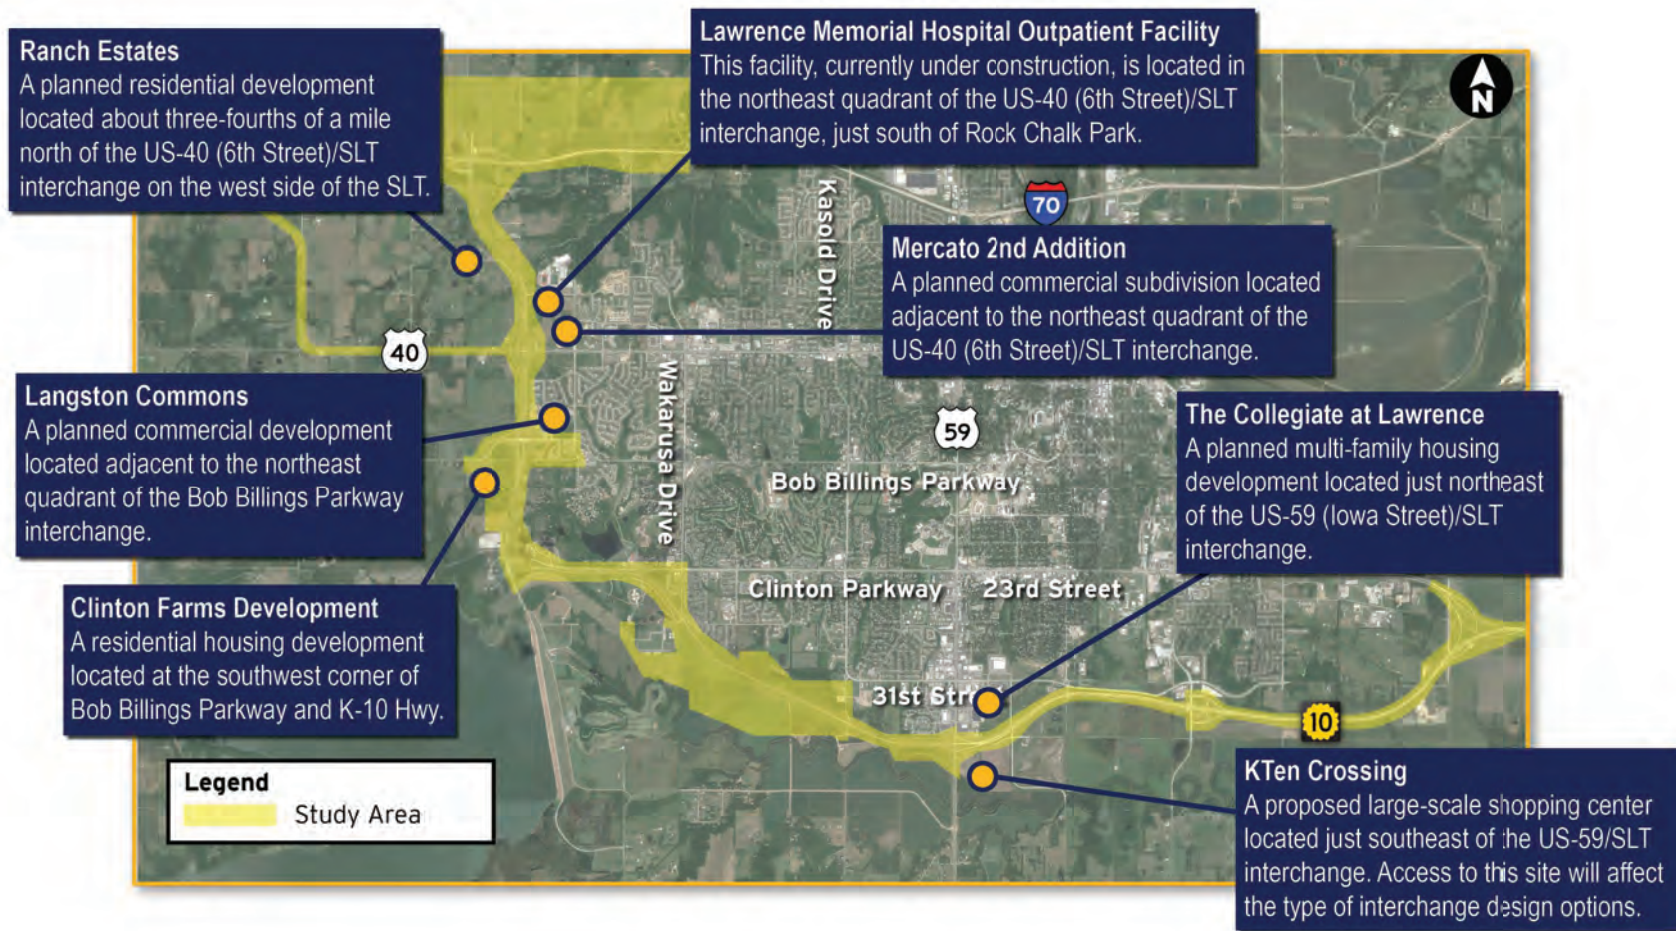 Ranch Estates
A planned residential development
located about three-fourths of a mile
north of the US-40 (6th Street)/SLT
interchange on the west side of the SLT.
Lawrence Memorial Hospital Outpatient Facility
This facility, currently under construction, is located in
the northeast quadrant of the US-40 (6th Street)/SLT
interchange, just south of Rock Chalk Park.
N
Kasold Drive
70
Mercato 2nd Addition
A planned commercial subdivision located
adjacent to the northeast quadrant of the
US-40 (6th Street)/SLT interchange.
40
Langston Commons
A planned commercial development
located adjacent to the northeast
quadrant of the Bob Billings Parkway
interchange.
Wakarusa Drive
59
Bob Billings Parkway
The Collegiate at Lawrence
A planned multi-family housing
development located just northeast
of the US-59 (Iowa Street)/SLT
interchange.
Clinton Parkway
23rd Street
Clinton Farms Development
A residential housing development
located at the southwest corner of
Bob Billings Parkway and K-10 Hwy.
31st Street
10
KTen Crossing
A proposed large-scale shopping center
located just southeast of the US-59/SLT
interchange. Access to this site will affect
the type of interchange design options.
Legend
Study Area